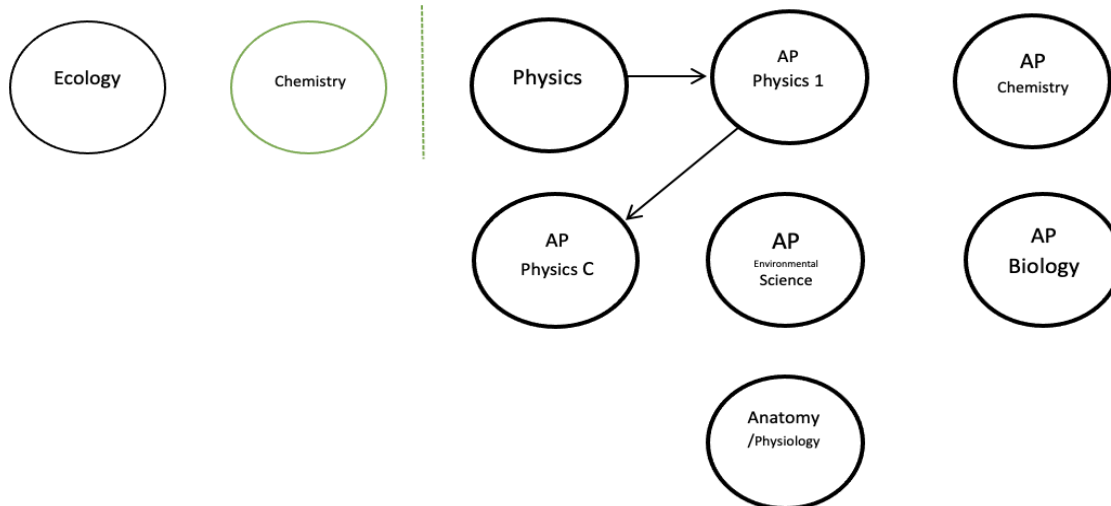 Ecology
Chemistry
Physics
AP
Physics 1
AP
Chemistry
AP
Physics C
AP
Environmental
Science
AP
Biology
Anatomy
/Physiology